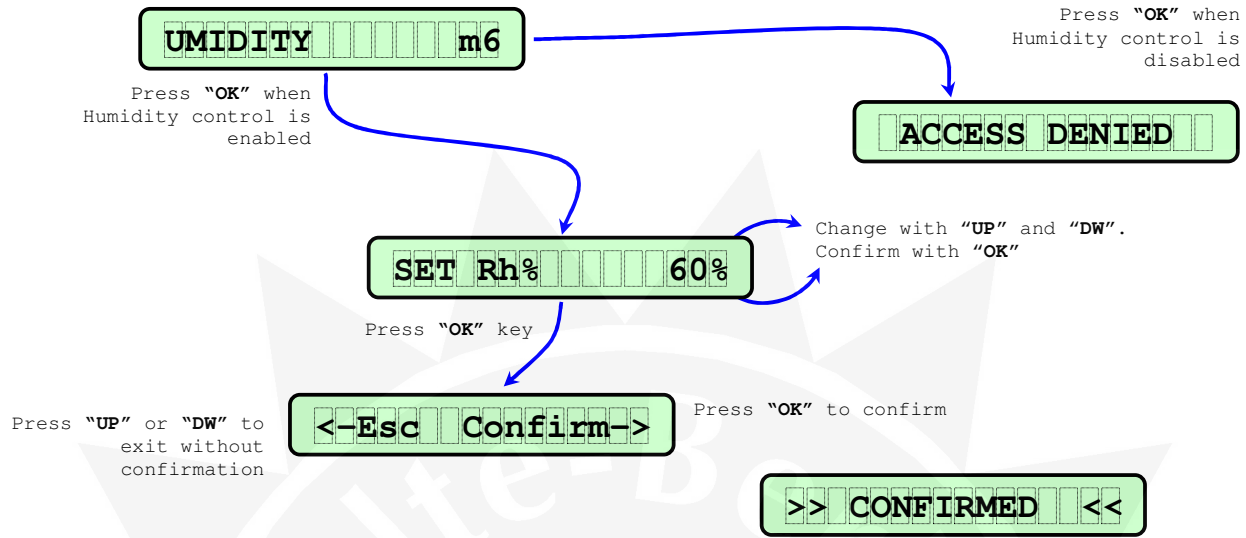 UMIDITY m6
Press “OK” when
Humidity control is
disabled
Press “OK” when
Humidity control is
enabled
ACCESS DENIED
Change with “UP” and “DW”.
Confirm with “OK”
SET Rh% 60%
Press “OK” key
<-Esc Confirm->
Press “OK” to confirm
Press “UP” or “DW” to
exit without
confirmation
>> CONFIRMED <<